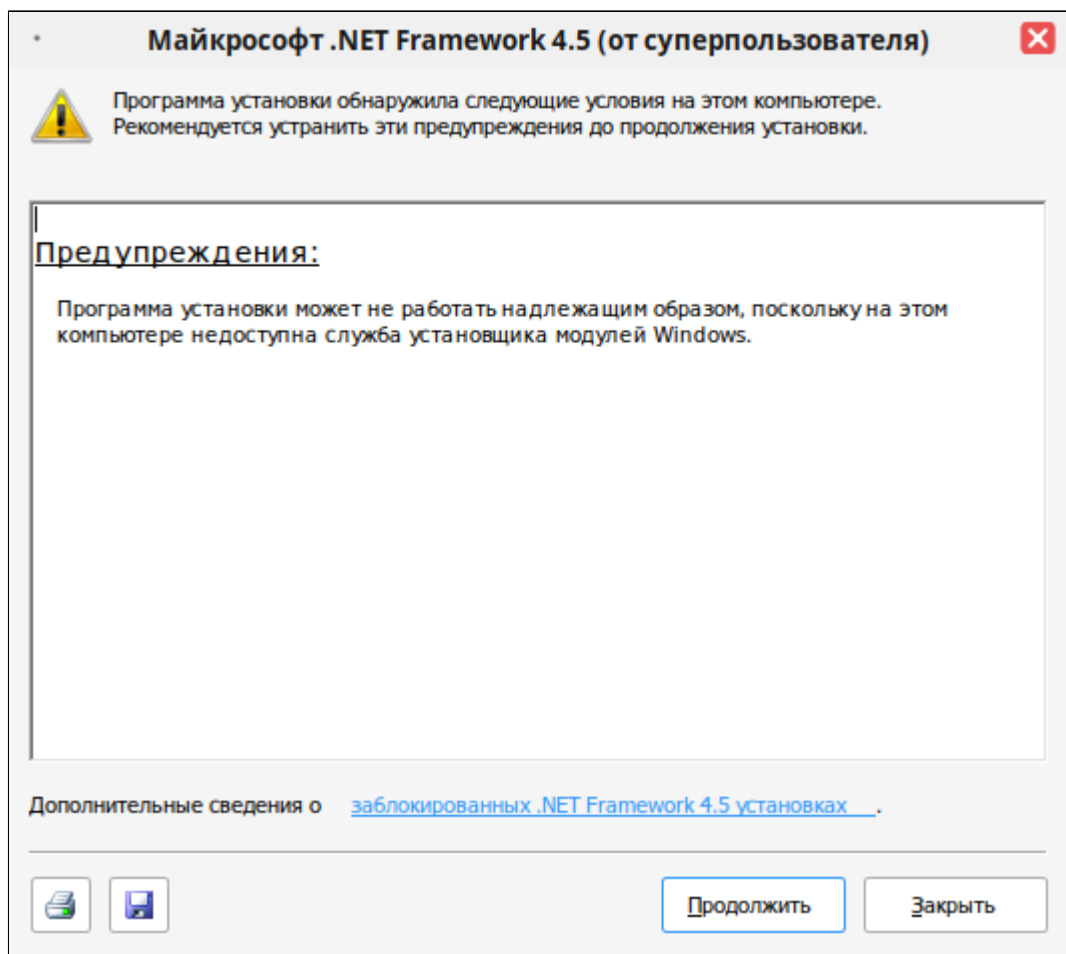 Майкрософт .NET Framework 4.5 (от суперпользователя)
Программа установки обнаружила следующие условия на этом компьютере.
Рекомендуется устранить эти предупреждения до продолжения установки.
Предупреждения:
Программа установки может не работать надлежащим образом, поскольку на этом
компьютере недоступна служба установщика модулей Windows.
Дополнительные сведения о заблокированных .NET Framework 4.5 установках .
Продолжить Закрыть